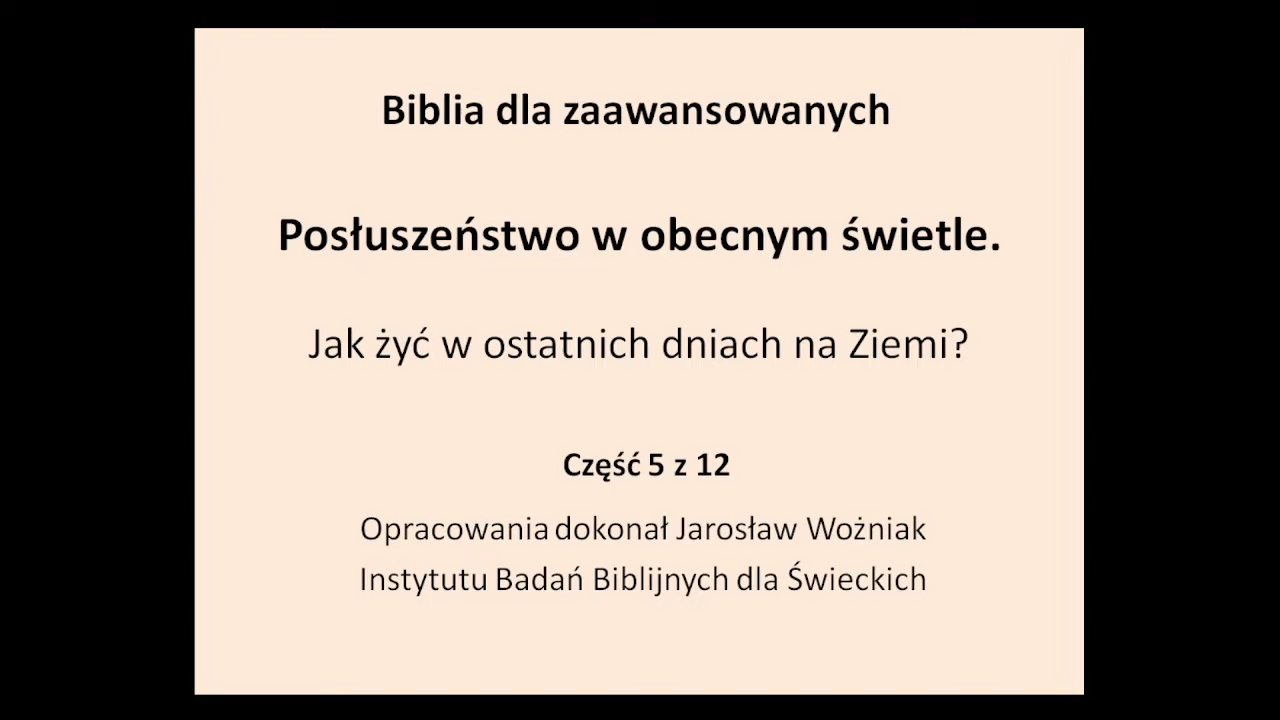 Biblia dla zaawansowanych
Posłuszeństwo w obecnym świetle.
Jak żyć w ostatnich dniach na Ziemi?
Część 5 z 12
Opracowania dokonał Jarosław Wożniak
Instytutu Badań Biblijnych dla Świeckich